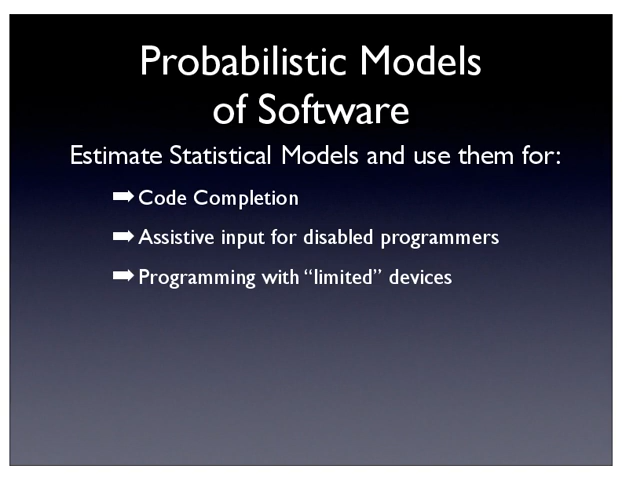 Probabilistic Models
of Software
Estimate Statistical Models and use them for:
➡ Code Completion
➡ Assistive input for disabled programmers
➡ Programming with “limited” devices